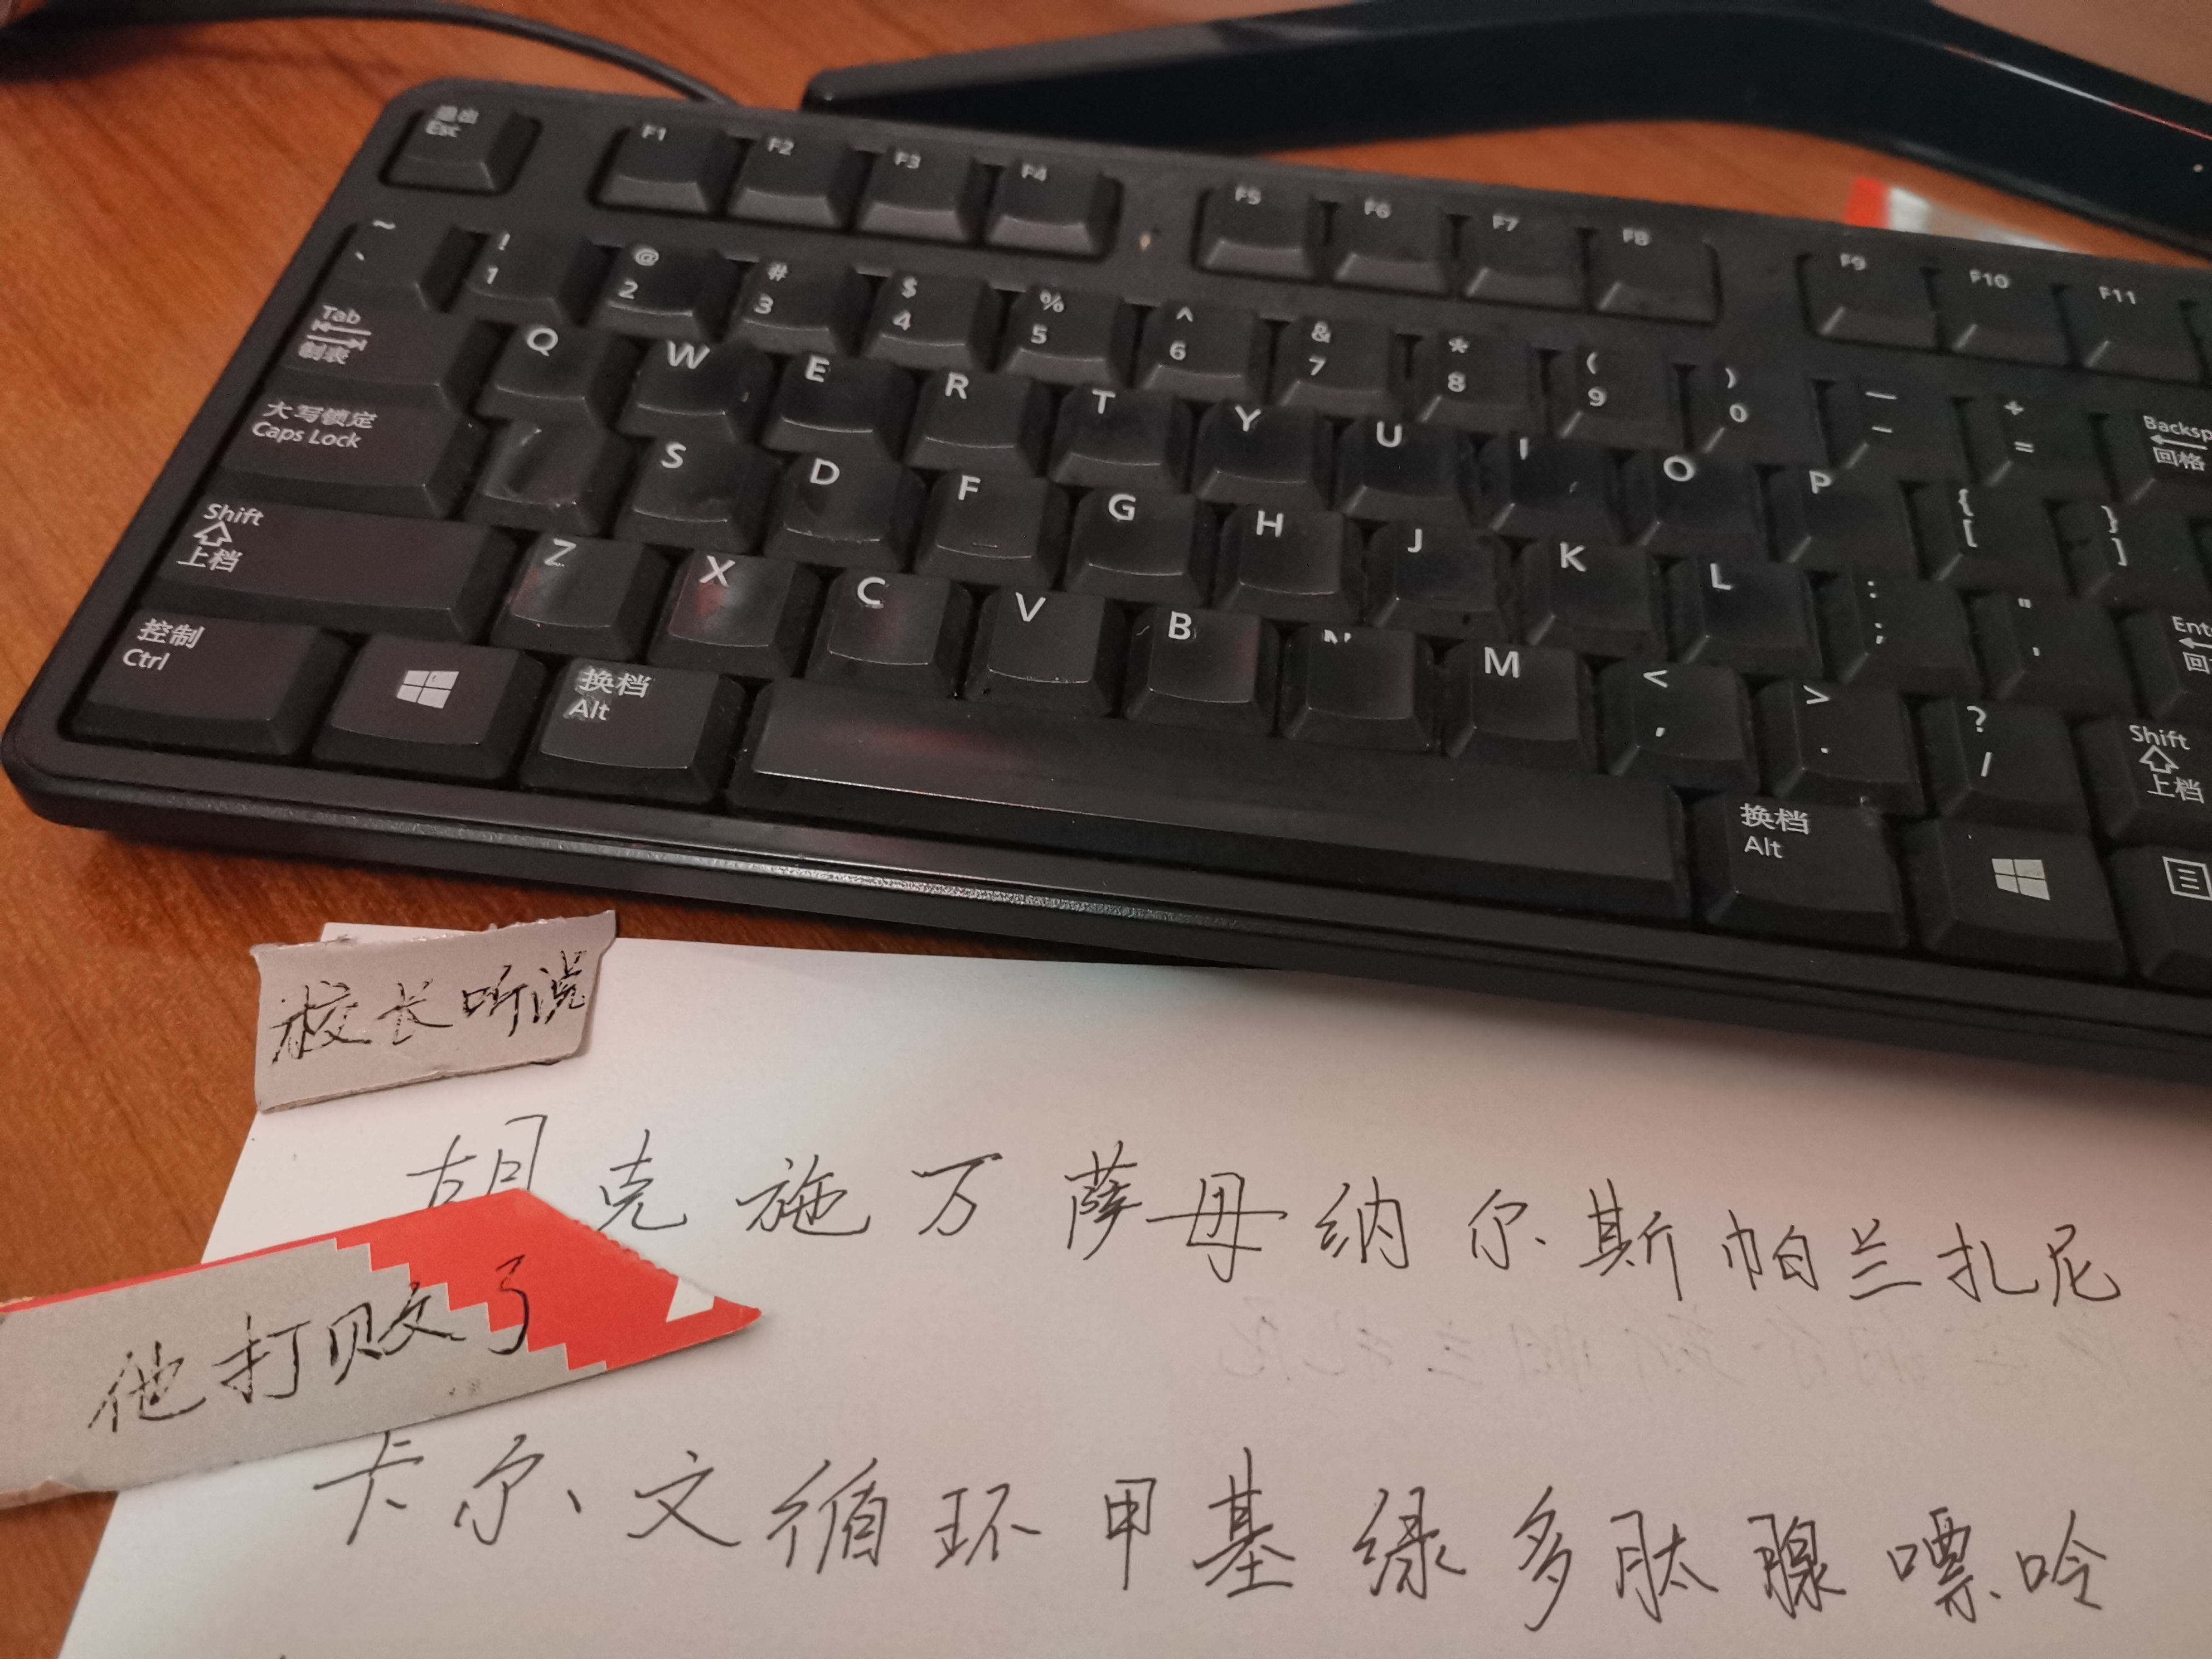 退出
Esc F1 F2 F3 F4 F5 F6 F7 F8 F9 F10 F11
~ ! @ # $ % ^ & * ( ) — +
` 1 2 3 4 5 6 7 8 9 0 - = Backsp
回格
Tab Q W E R T Y U I O P { }
制表 [ ]
大写锁定
Caps Lock S D F G H J K L : " Ente
; '
Shift Z X C V B M < > ? Shift
上档 , . / 上档
控制 换档 换档
Ctrl Alt Alt
校长听说
胡克施万萨毋纳尔斯帕兰扎尼
他打败了
卡尔、文循环甲基绿多肽腺嘌呤